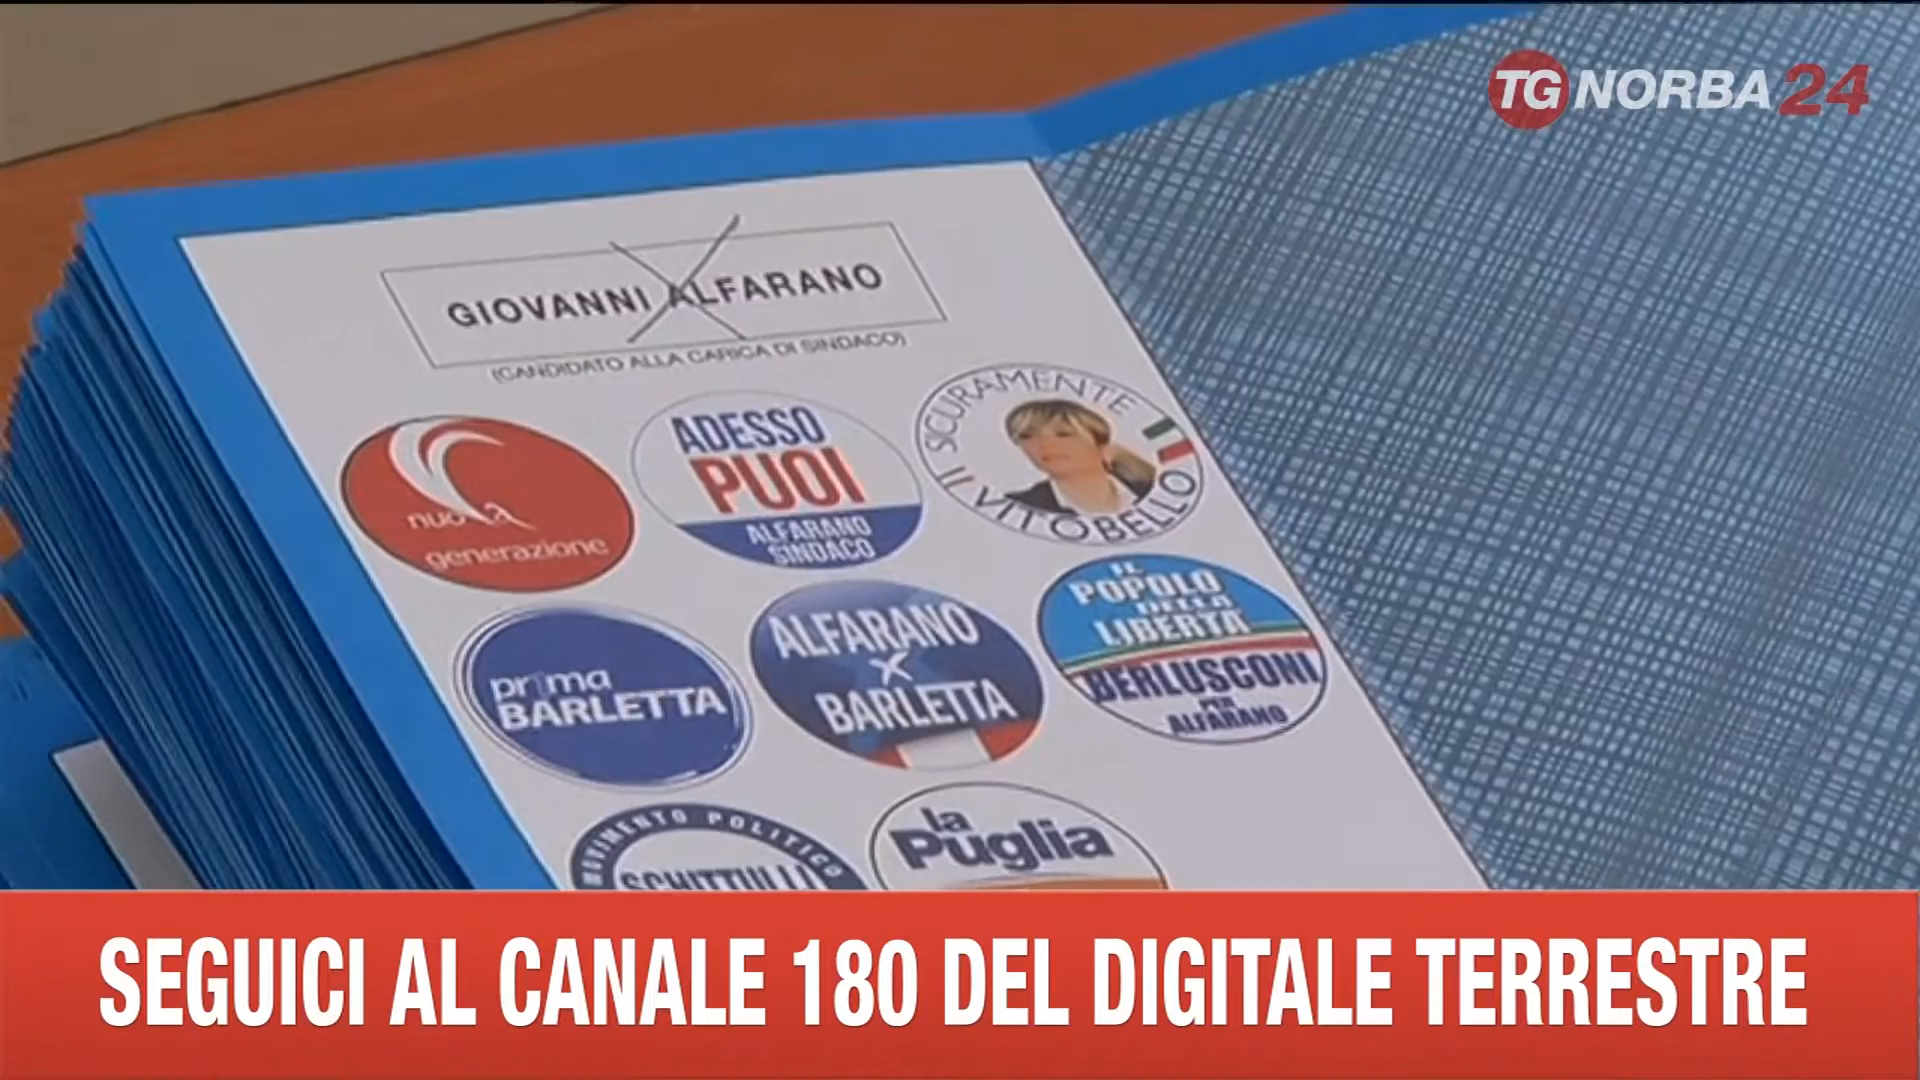 TG NORBA 24
GIOVANNI ALFARANO
(CANDIDATO ALLA CARICA DI SINDACO)
nuova
generazione
ADESSO
PUOI
ALFARANO
SINDACO
SICURAMENTE
VITOBELLO
prima
BARLETTA
ALFARANO
X
BARLETTA
IL
POPOLO
DELLA
LIBERTÀ
BERLUSCONI
PER
ALFARANO
MOVIMENTO POLITICO
SCHITTULLI
la
Puglia
SEGUICI AL CANALE 180 DEL DIGITALE TERRESTRE